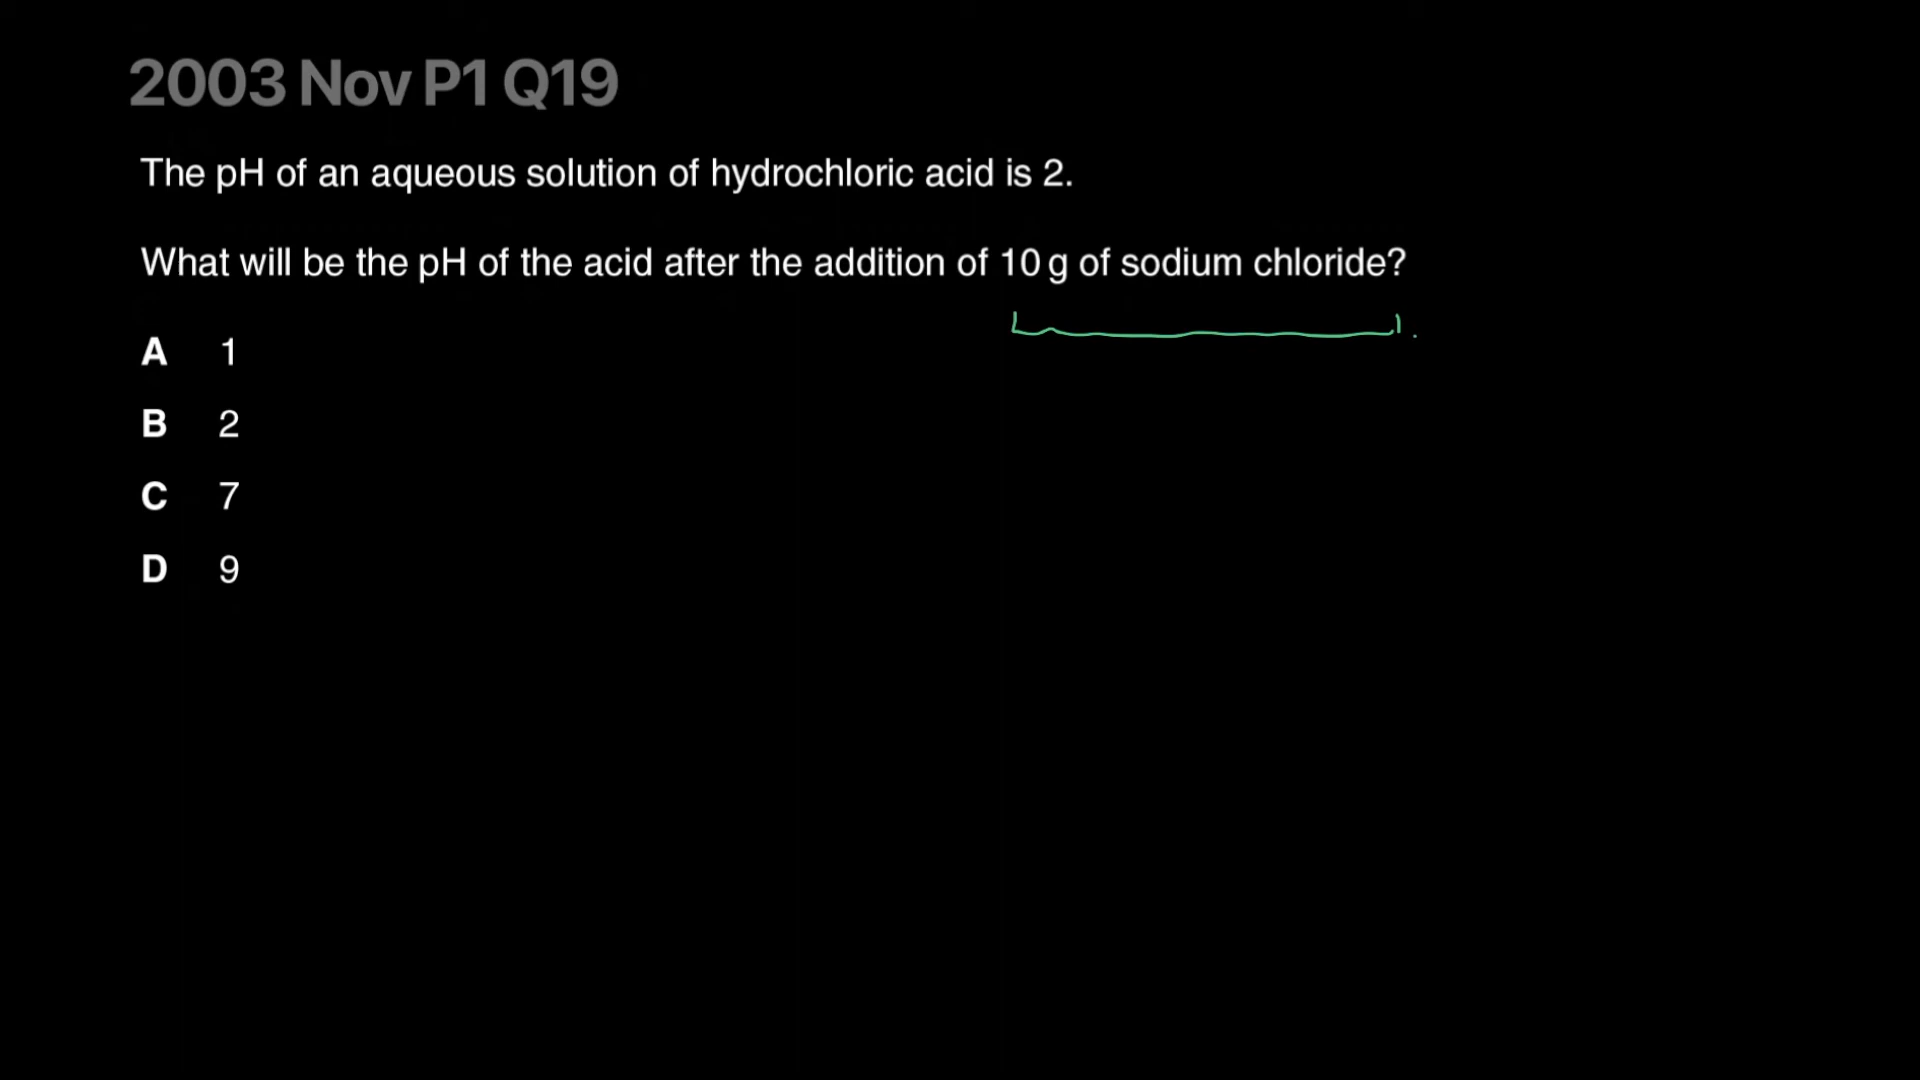 2003 Nov P1 Q19
The pH of an aqueous solution of hydrochloric acid is 2.
What will be the pH of the acid after the addition of 10 g of sodium chloride?
A 1
B 2
C 7
D 9